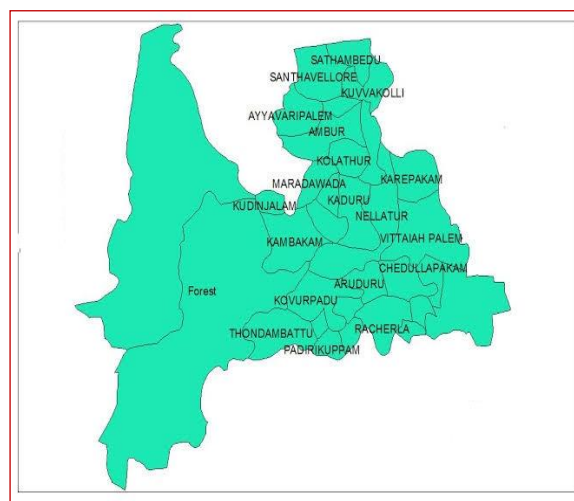 SATHAMBEDU
SANTHAVELLORE
KUVVAKOLLI
AYYAVARIPALEM
AMBUR
KOLATHUR
KAREPAKAM
MARADAWADA
KADURU
KUDINJALAM
NELLATUR
VITTAIAH PALEM
KAMBAKAM
CHEDULLAPAKAM
ARUDURU
Forest
KOVURPADU
THONDAMBATTU
RACHERLA
PADIRIKUPPAM